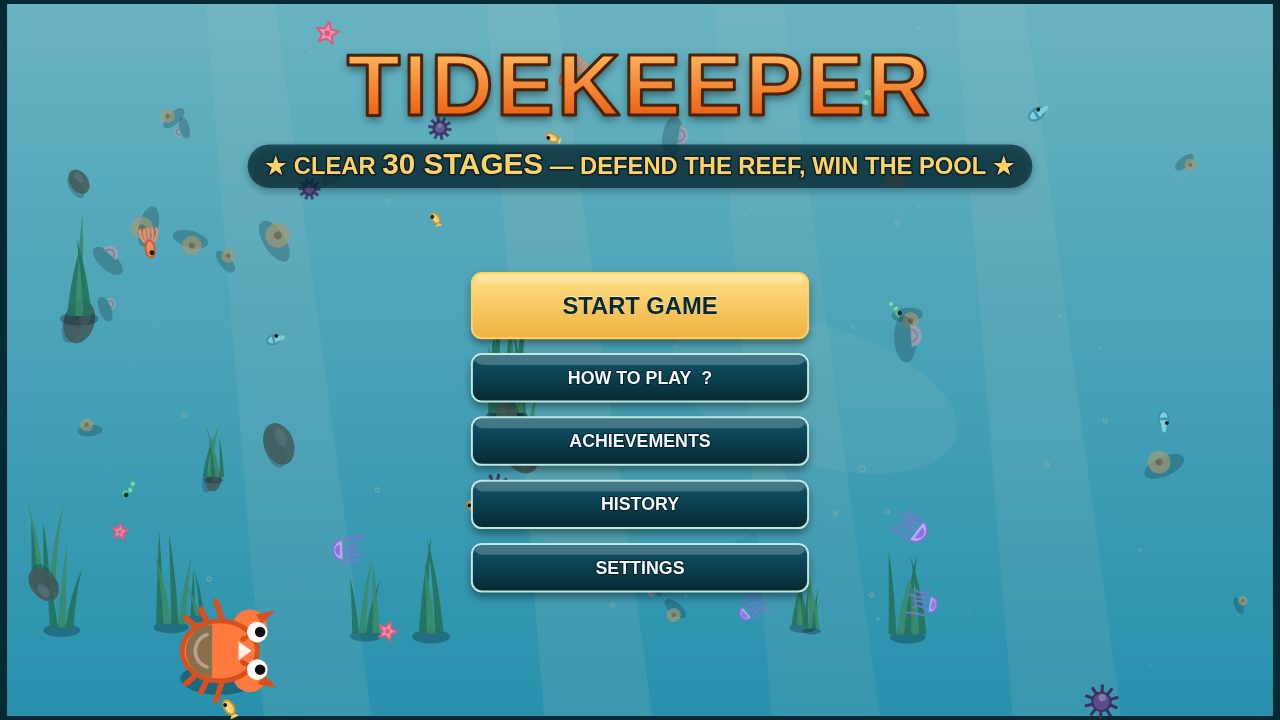 TIDEKEEPER
★ CLEAR 30 STAGES — DEFEND THE REEF, WIN THE POOL ★
START GAME
HOW TO PLAY ?
ACHIEVEMENTS
HISTORY
SETTINGS